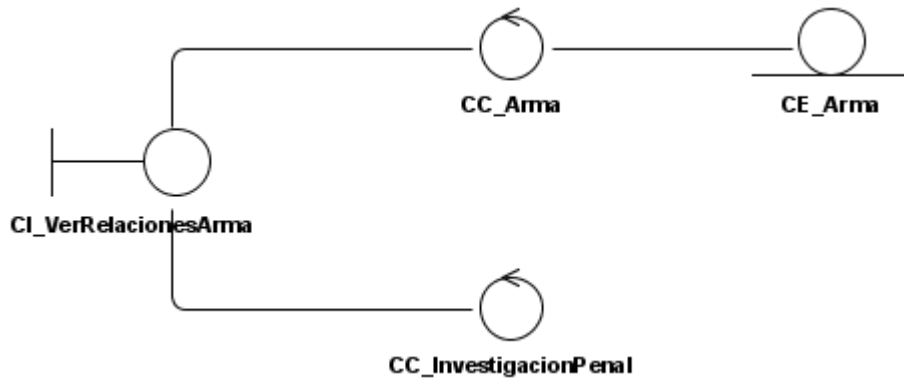 CC_Arma
CE_Arma
CI_VerRelacionesArma
CC_InvestigacionPenal